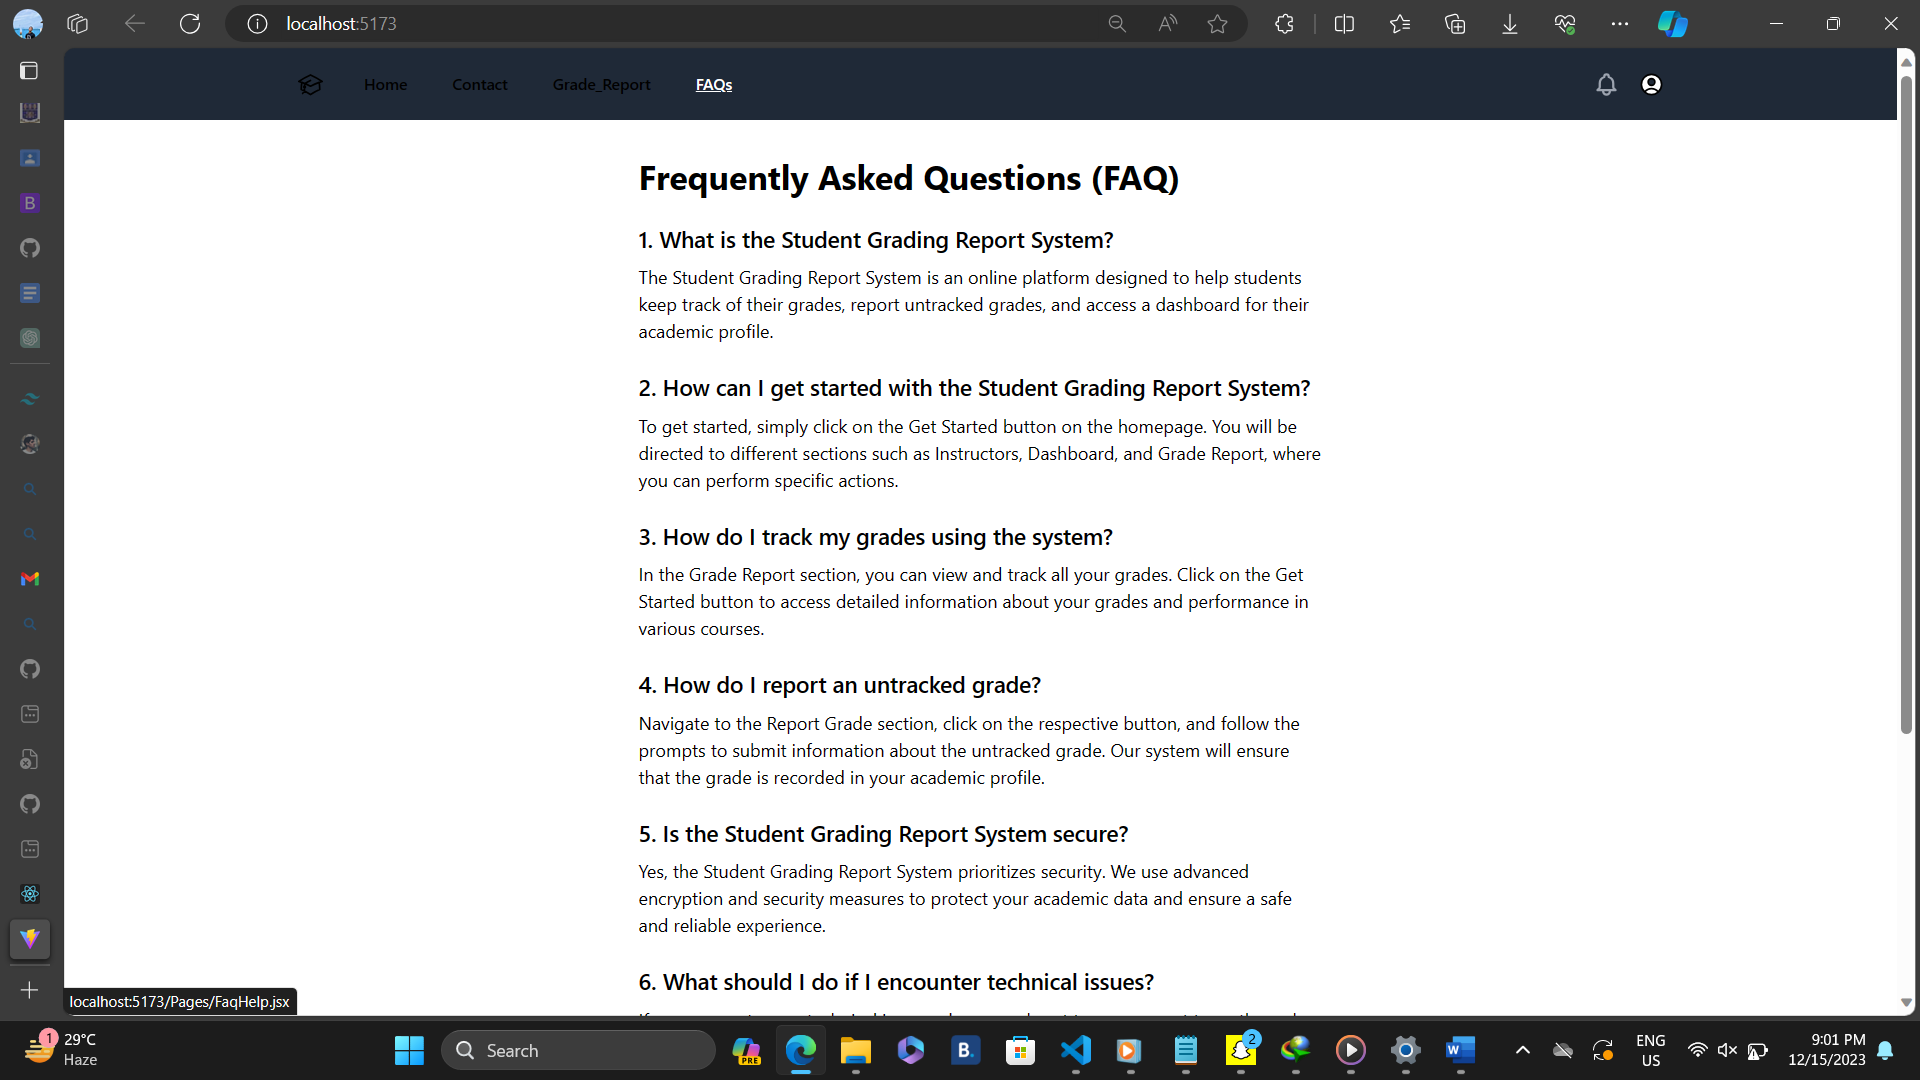 localhost:5173
Home Contact Grade_Report FAQs
Frequently Asked Questions (FAQ)
1. What is the Student Grading Report System?
The Student Grading Report System is an online platform designed to help students
keep track of their grades, report untracked grades, and access a dashboard for their
academic profile.
2. How can I get started with the Student Grading Report System?
To get started, simply click on the Get Started button on the homepage. You will be
directed to different sections such as Instructors, Dashboard, and Grade Report, where
you can perform specific actions.
3. How do I track my grades using the system?
In the Grade Report section, you can view and track all your grades. Click on the Get
Started button to access detailed information about your grades and performance in
various courses.
4. How do I report an untracked grade?
Navigate to the Report Grade section, click on the respective button, and follow the
prompts to submit information about the untracked grade. Our system will ensure
that the grade is recorded in your academic profile.
5. Is the Student Grading Report System secure?
Yes, the Student Grading Report System prioritizes security. We use advanced
encryption and security measures to protect your academic data and ensure a safe
and reliable experience.
6. What should I do if I encounter technical issues?
localhost:5173/Pages/FaqHelp.jsx
1
29°C
Haze
Search
PRE
B.
2
W
ENG
US
9:01 PM
12/15/2023